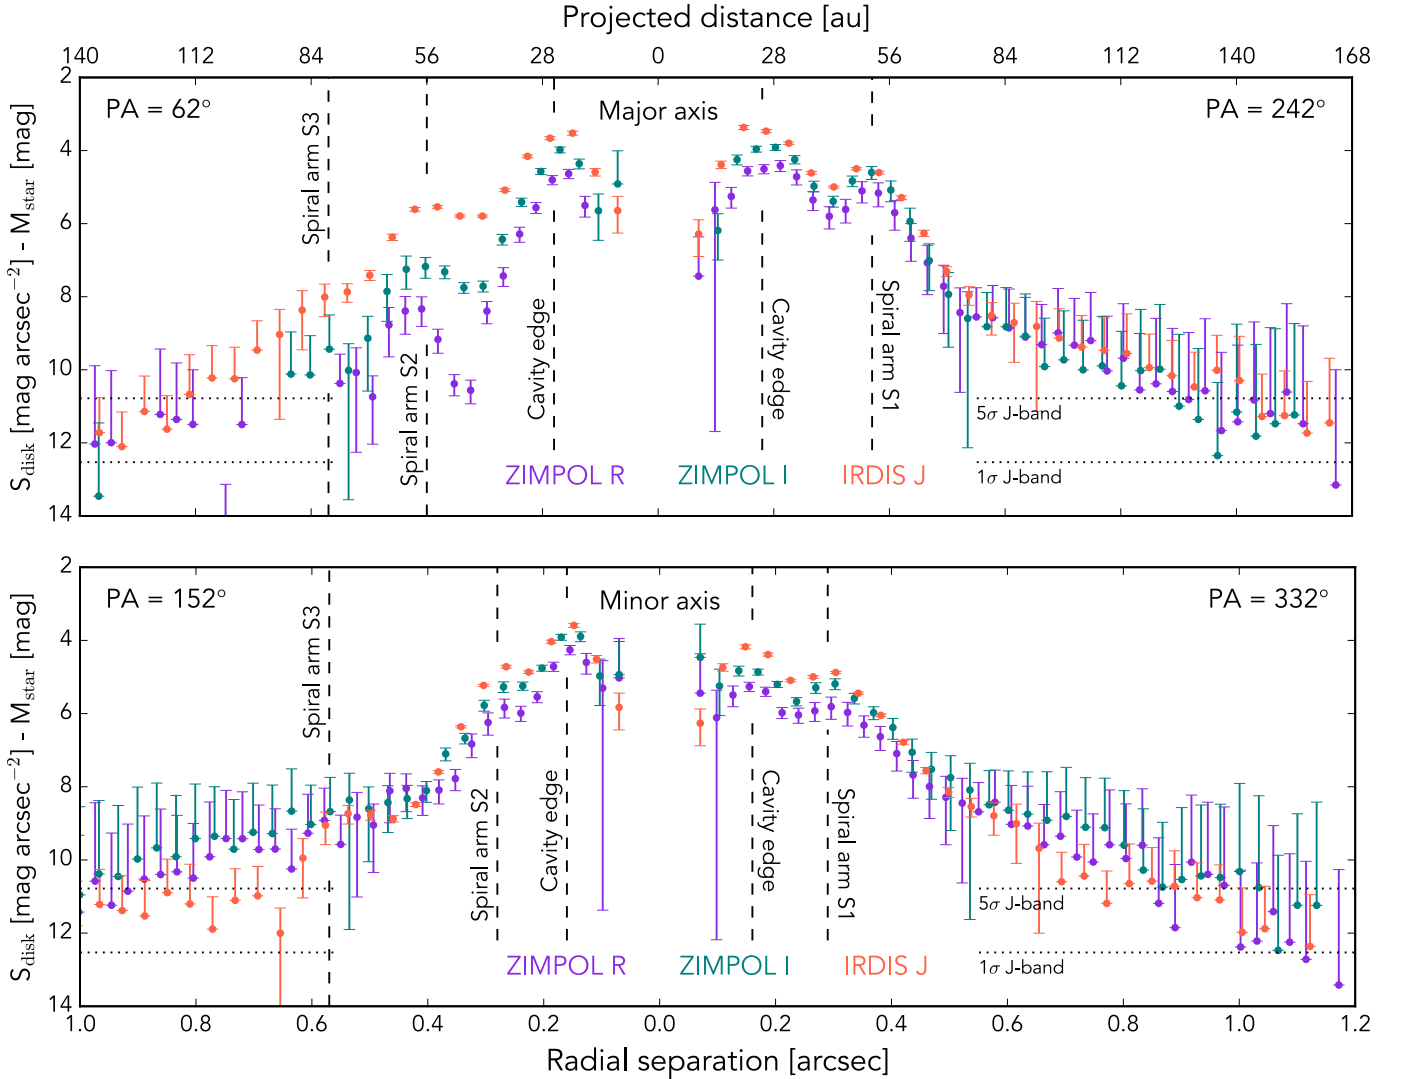 Projected distance [au]
140 112 84 56 28 0 28 56 84 112 140 168
S_disk [mag arcsec⁻²] - M_star [mag]
2
4
6
8
10
12
14
PA = 62°
Major axis
PA = 242°
Spiral arm S3
Spiral arm S2
Cavity edge
Cavity edge
Spiral arm S1
5σ J-band
1σ J-band
ZIMPOL R ZIMPOL I IRDIS J
S_disk [mag arcsec⁻²] - M_star [mag]
2
4
6
8
10
12
14
PA = 152°
Minor axis
PA = 332°
Spiral arm S3
Spiral arm S2
Cavity edge
Cavity edge
Spiral arm S1
5σ J-band
1σ J-band
ZIMPOL R ZIMPOL I IRDIS J
1.0 0.8 0.6 0.4 0.2 0.0 0.2 0.4 0.6 0.8 1.0 1.2
Radial separation [arcsec]